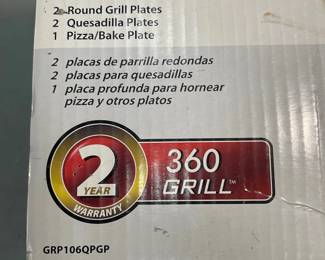 2 Round Grill Plates
2 Quesadilla Plates
1 Pizza/Bake Plate
2 placas de parrilla redondas
2 placas para quesadillas
1 placa profunda para hornear
pizza y otros platos
2
YEAR
WARRANTY
360
GRILL™
GRP106QPGP